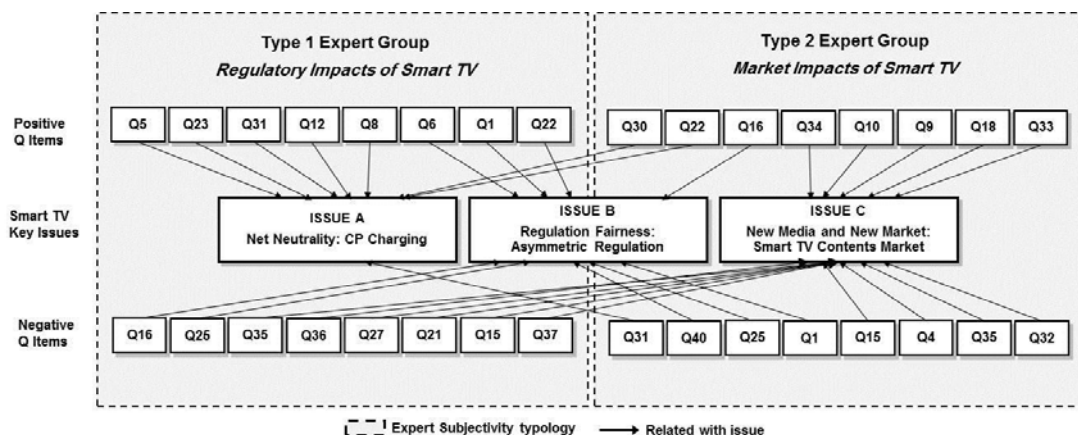 Type 1 Expert Group
Regulatory Impacts of Smart TV
Type 2 Expert Group
Market Impacts of Smart TV
Positive
Q Items
Q5 Q23 Q31 Q12 Q8 Q6 Q1 Q22
Q30 Q22 Q16 Q34 Q10 Q9 Q18 Q33
Smart TV
Key Issues
ISSUE A
Net Neutrality: CP Charging
ISSUE B
Regulation Fairness:
Asymmetric Regulation
ISSUE C
New Media and New Market:
Smart TV Contents Market
Negative
Q Items
Q16 Q26 Q35 Q36 Q27 Q21 Q15 Q37
Q31 Q40 Q25 Q1 Q15 Q4 Q35 Q32
Expert Subjectivity typology
Related with issue